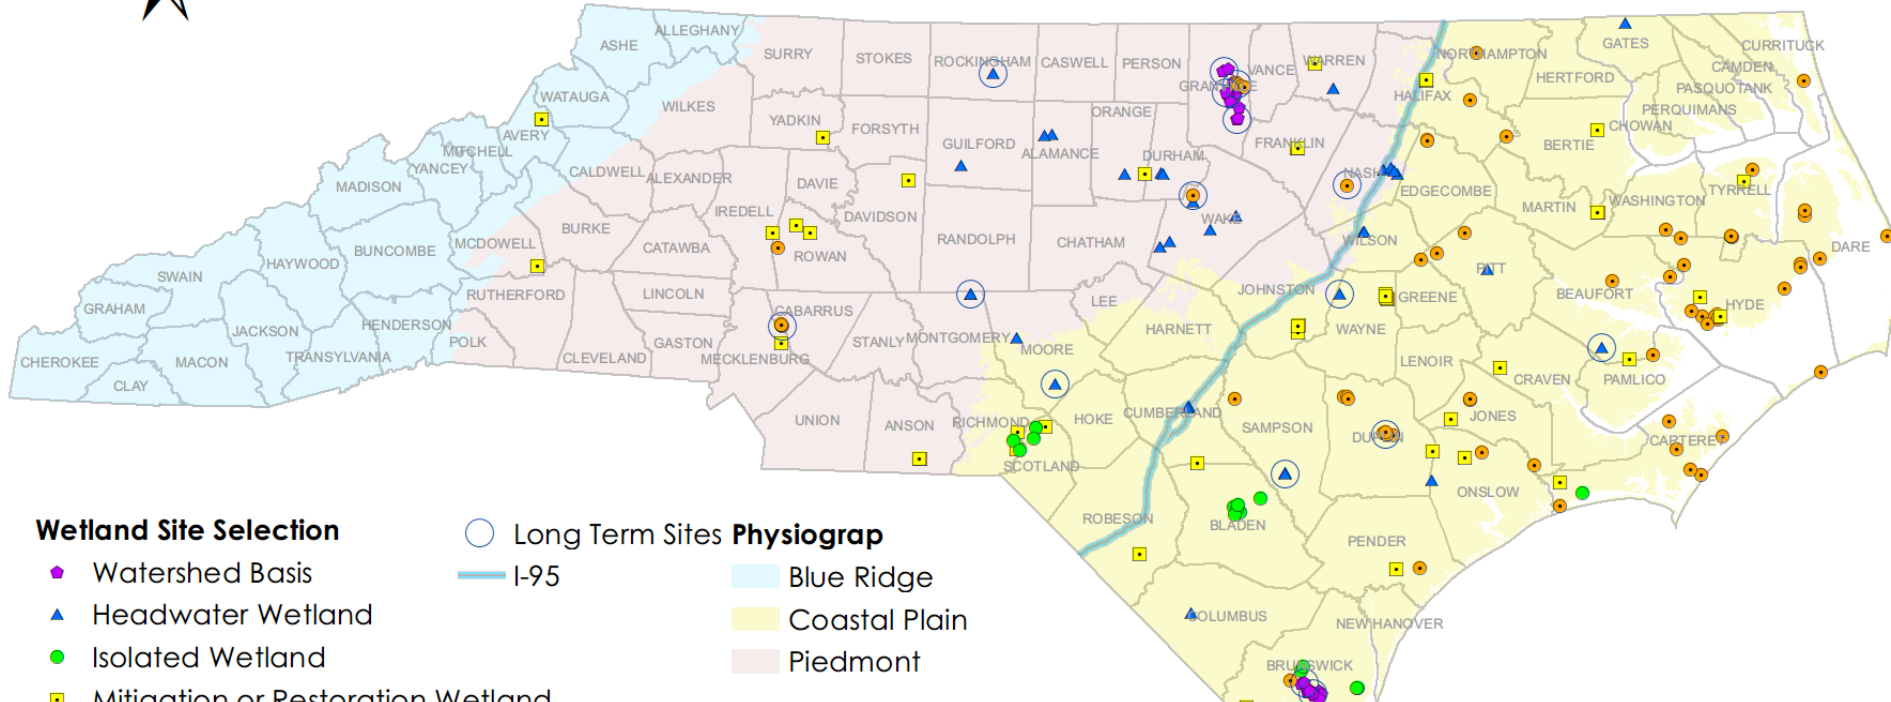 ALLEGHANY
ASHE
SURRY
STOKES
ROCKINGHAM
CASWELL
PERSON
VANCE
WARREN
NORTHAMPTON
GATES
CURRITUCK
CAMDEN
PASQUOTANK
PERQUIMANS
HERTFORD
HALIFAX
WATAUGA
WILKES
YADKIN
FORSYTH
GUILFORD
ALAMANCE
ORANGE
DURHAM
FRANKLIN
BERTIE
CHOWAN
AVERY
MITCHELL
YANCEY
CALDWELL
ALEXANDER
DAVIE
EDGECOMBE
MARTIN
WASHINGTON
TYRRELL
MADISON
IREDELL
DAVIDSON
RANDOLPH
CHATHAM
WAKE
WILSON
DARE
BURKE
MCDOWELL
CATAWBA
ROWAN
BUNCOMBE
HAYWOOD
SWAIN
PITT
GRAHAM
RUTHERFORD
LINCOLN
CABARRUS
LEE
JOHNSTON
GREENE
BEAUFORT
HYDE
JACKSON
HENDERSON
POLK
CLEVELAND
GASTON
MECKLENBURG
STANLY
MONTGOMERY
MOORE
HARNETT
WAYNE
LENOIR
CRAVEN
PAMLICO
CHEROKEE
MACON
TRANSYLVANIA
CLAY
UNION
ANSON
RICHMOND
HOKE
CUMBERLAND
SAMPSON
JONES
CARTERET
SCOTLAND
ONSLOW
ROBESON
BLADEN
PENDER
COLUMBUS
NEW HANOVER
BRUNSWICK
Wetland Site Selection
Watershed Basis
Headwater Wetland
Isolated Wetland
Mitigation or Restoration Wetland
Long Term Sites
I-95
Physiograp
Blue Ridge
Coastal Plain
Piedmont